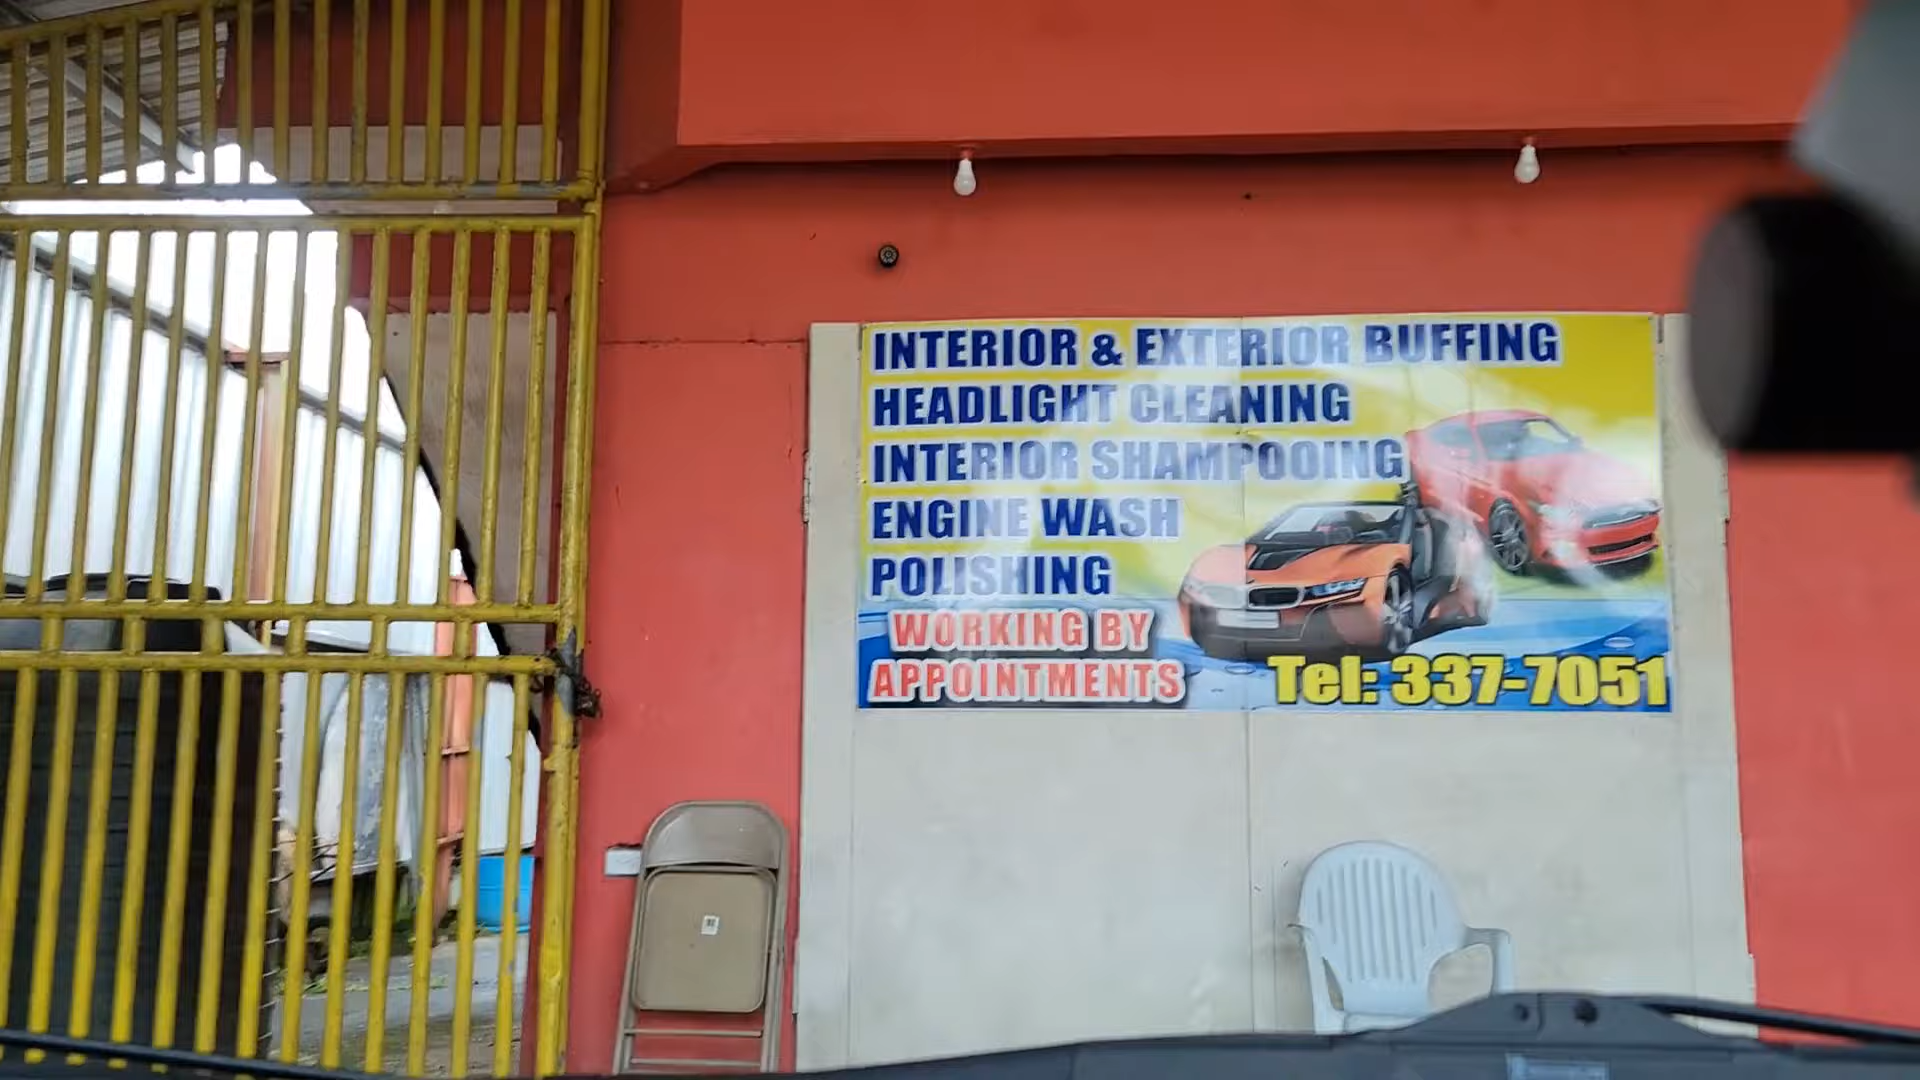 INTERIOR & EXTERIOR BUFFING
HEADLIGHT CLEANING
INTERIOR SHAMPOOING
ENGINE WASH
POLISHING
WORKING BY
APPOINTMENTS
Tel: 337-7051